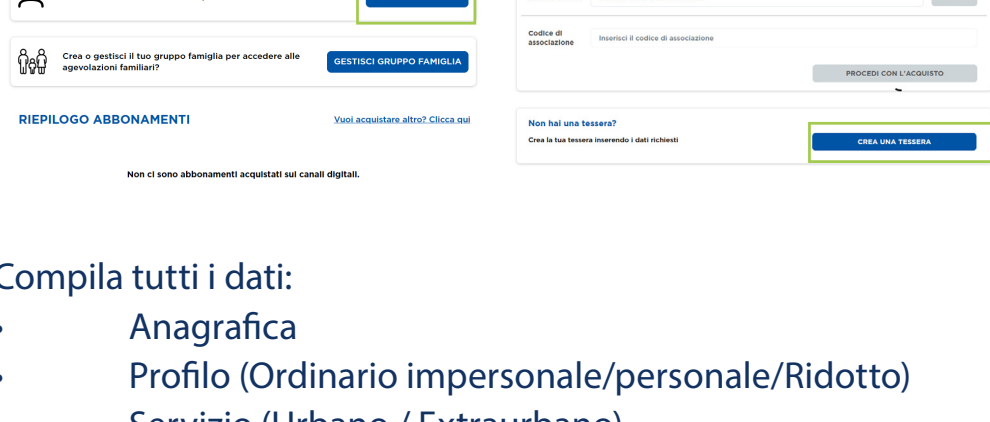 Crea o gestisci il tuo gruppo famiglia per accedere alle
agevolazioni familiari?
GESTISCI GRUPPO FAMIGLIA
RIEPILOGO ABBONAMENTI
Vuoi acquistare altro? Clicca qui
Non ci sono abbonamenti acquistati sui canali digitali.
Codice di
associazione
Inserisci il codice di associazione
PROCEDI CON L'ACQUISTO
Non hai una tessera?
Crea la tua tessera inserendo i dati richiesti
CREA UNA TESSERA
Compila tutti i dati:
• Anagrafica
• Profilo (Ordinario impersonale/personale/Ridotto)
Servizio (Urbano / Extraurbano)